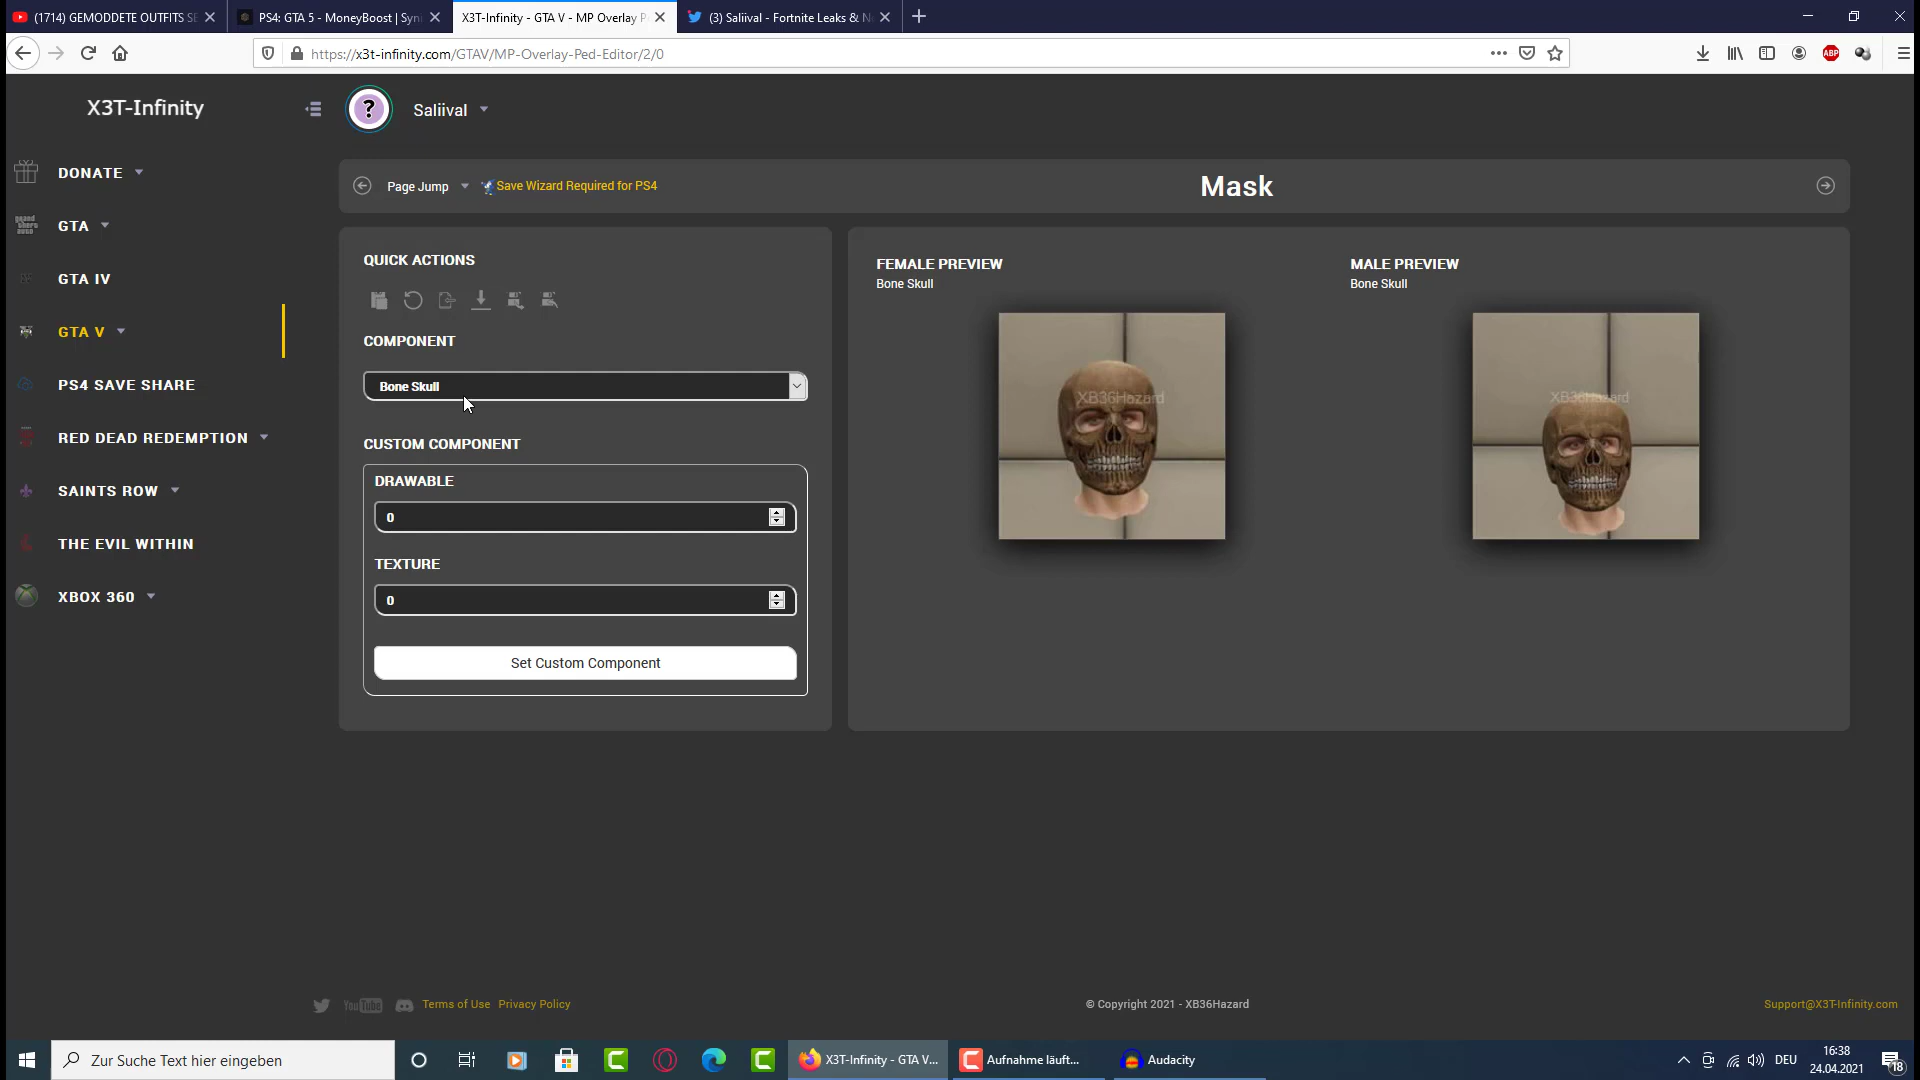 (1714) GEMODDETE OUTFITS SE
PS4: GTA 5 - MoneyBoost | Syn
X3T-Infinity - GTA V - MP Overlay P
(3) Saliival - Fortnite Leaks & N
https://x3t-infinity.com/GTAV/MP-Overlay-Ped-Editor/2/0
ABP
X3T-Infinity
?
Saliival
DONATE
GTA
GTA IV
GTA V
PS4 SAVE SHARE
RED DEAD REDEMPTION
SAINTS ROW
THE EVIL WITHIN
XBOX 360
Page Jump
Save Wizard Required for PS4
Mask
QUICK ACTIONS
COMPONENT
Bone Skull
CUSTOM COMPONENT
DRAWABLE
0
TEXTURE
0
Set Custom Component
FEMALE PREVIEW
Bone Skull
XB36Hazard
MALE PREVIEW
Bone Skull
XB36Hazard
YouTube
Terms of Use Privacy Policy
© Copyright 2021 - XB36Hazard
Support@X3T-Infinity.com
Zur Suche Text hier eingeben
X3T-Infinity - GTA V...
Aufnahme läuft...
Audacity
DEU
16:38
24.04.2021
18